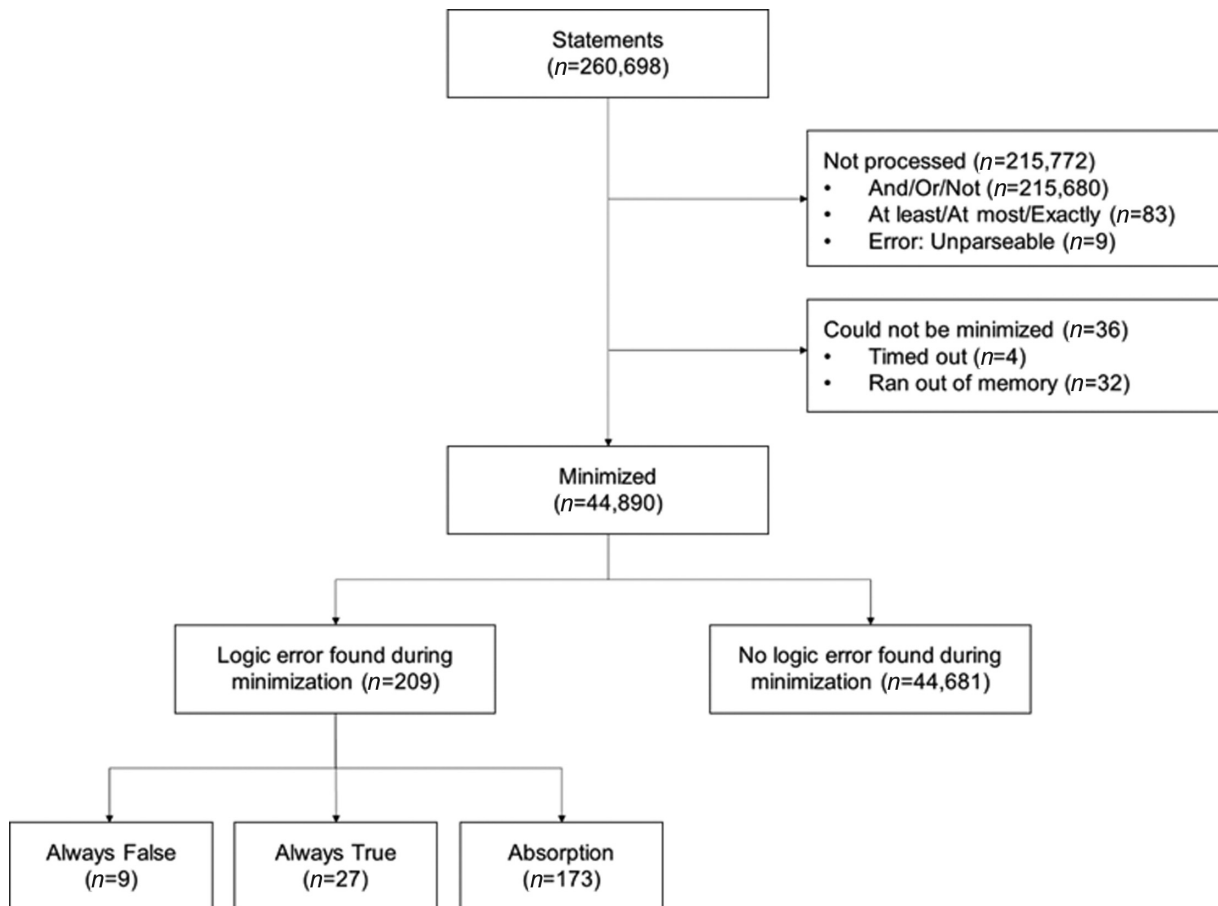 Statements
(n=260,698)
Not processed (n=215,772)
• And/Or/Not (n=215,680)
• At least/At most/Exactly (n=83)
• Error: Unparseable (n=9)
Could not be minimized (n=36)
• Timed out (n=4)
• Ran out of memory (n=32)
Minimized
(n=44,890)
Logic error found during
minimization (n=209)
No logic error found during
minimization (n=44,681)
Always False
(n=9)
Always True
(n=27)
Absorption
(n=173)